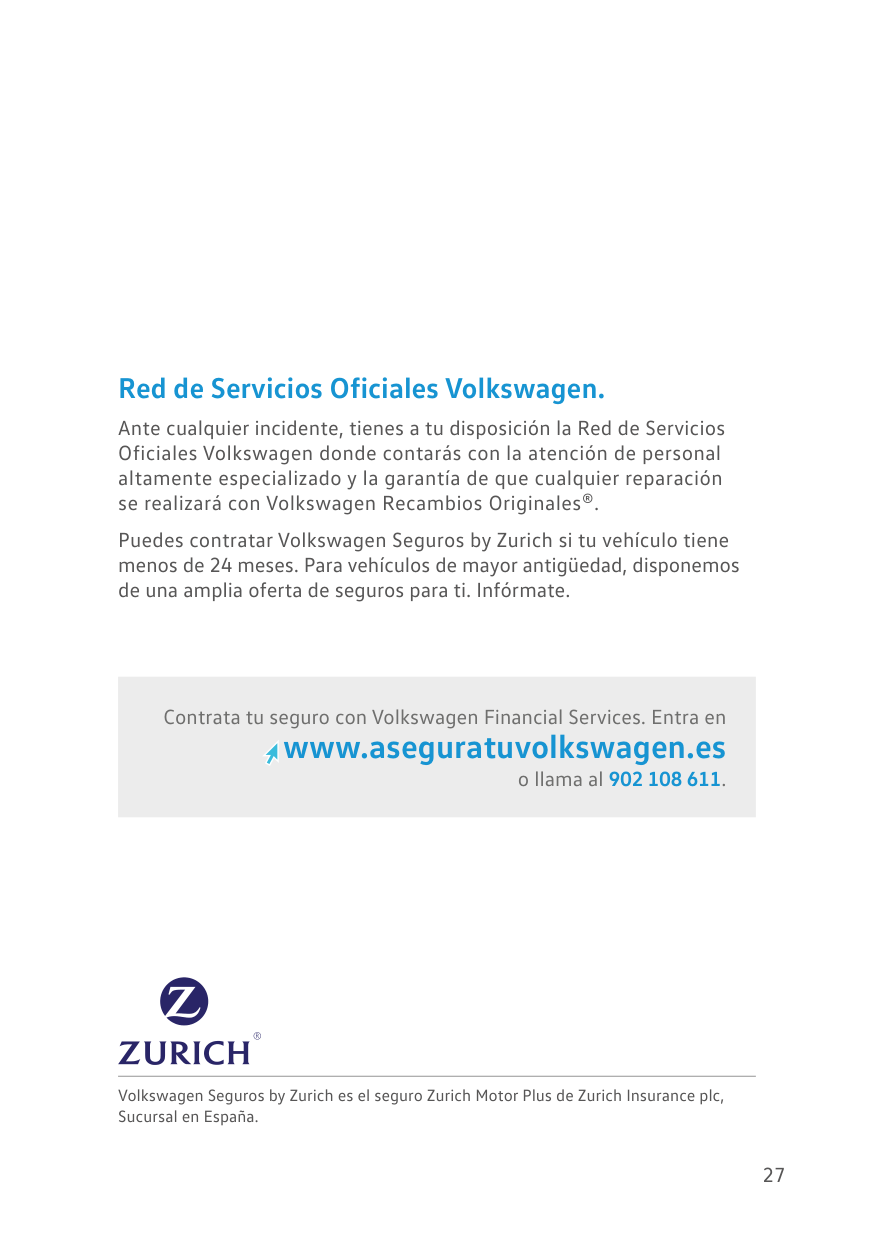 Red de Servicios Oficiales Volkswagen.
Ante cualquier incidente, tienes a tu disposición la Red de Servicios
Oficiales Volkswagen donde contarás con la atención de personal
altamente especializado y la garantía de que cualquier reparación
se realizará con Volkswagen Recambios Originales®.
Puedes contratar Volkswagen Seguros by Zurich si tu vehículo tiene
menos de 24 meses. Para vehículos de mayor antigüedad, disponemos
de una amplia oferta de seguros para ti. Infórmate.
Contrata tu seguro con Volkswagen Financial Services. Entra en
www.aseguratuvolkswagen.es
o llama al 902 108 611.
Z
ZURICH®
Volkswagen Seguros by Zurich es el seguro Zurich Motor Plus de Zurich Insurance plc,
Sucursal en España.
27